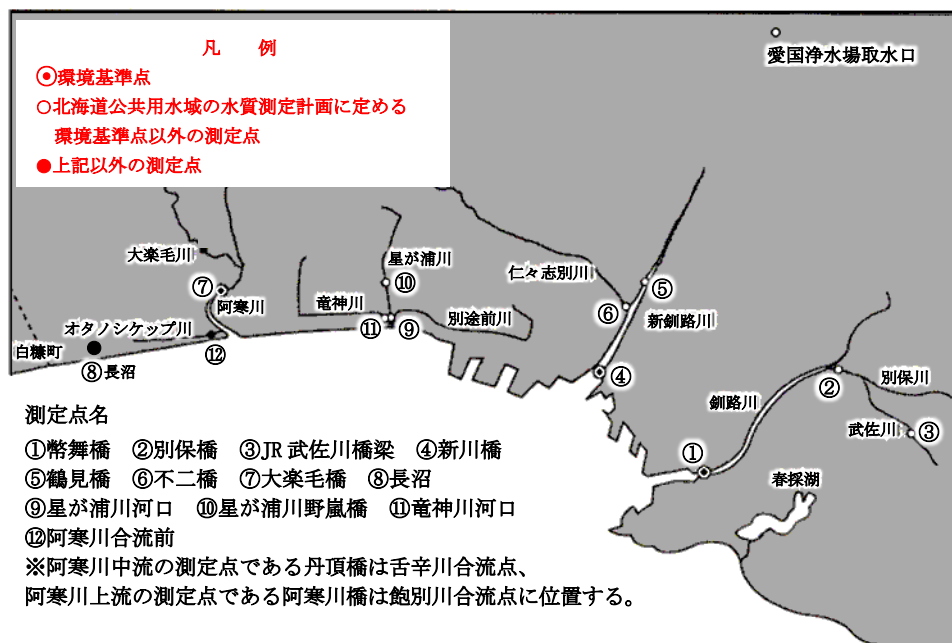 凡 例
環境基準点
○北海道公共用水域の水質測定計画に定める
環境基準点以外の測定点
●上記以外の測定点
愛国浄水場取水口
大楽毛川
星が浦川
⑩
仁々志別川
⑦
阿寒川
⑤
⑥
竜神川
新釧路川
オタノシケップ川
⑪
⑨
別途前川
白糠町
⑫
⑧長沼
④
②
別保川
釧路川
武佐川
③
①
春採湖
測定点名
①幣舞橋 ②別保橋 ③JR武佐川橋梁 ④新川橋
⑤鶴見橋 ⑥不二橋 ⑦大楽毛橋 ⑧長沼
⑨星が浦川河口 ⑩星が浦川野嵐橋 ⑪竜神川河口
⑫阿寒川合流前
※阿寒川中流の測定点である丹頂橋は舌辛川合流点、
阿寒川上流の測定点である阿寒川橋は飽別川合流点に位置する。